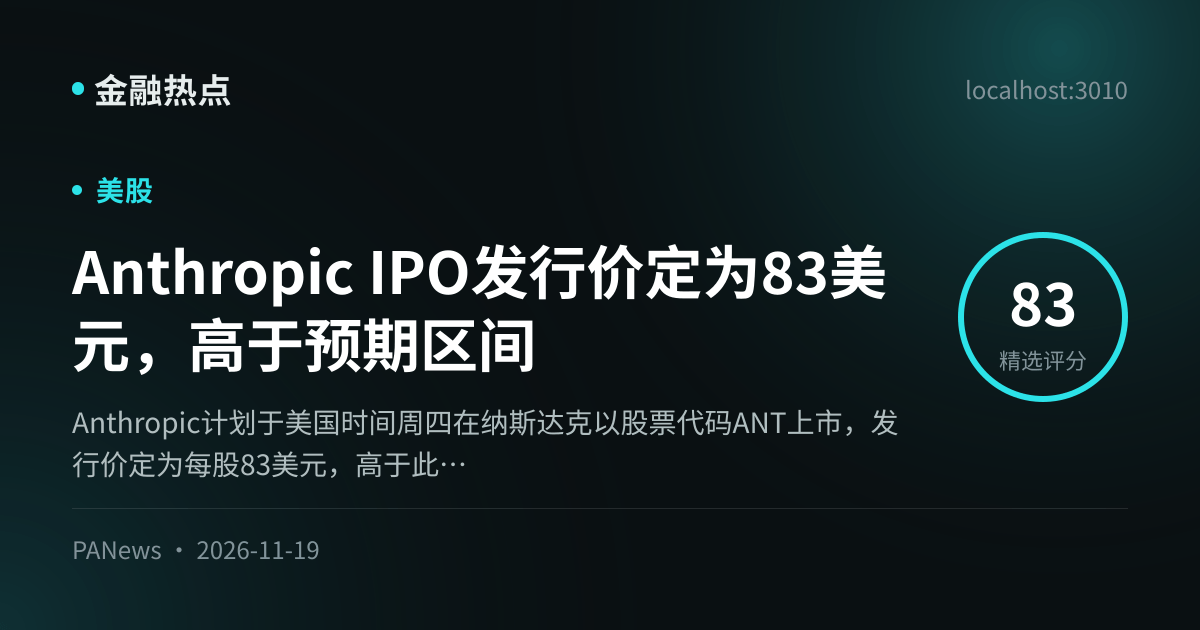 金融热点
localhost:3010
美股
Anthropic IPO发行价定为83美
元，高于预期区间
83
精选评分
Anthropic计划于美国时间周四在纳斯达克以股票代码ANT上市，发
行价定为每股83美元，高于此…
PANews · 2026-11-19